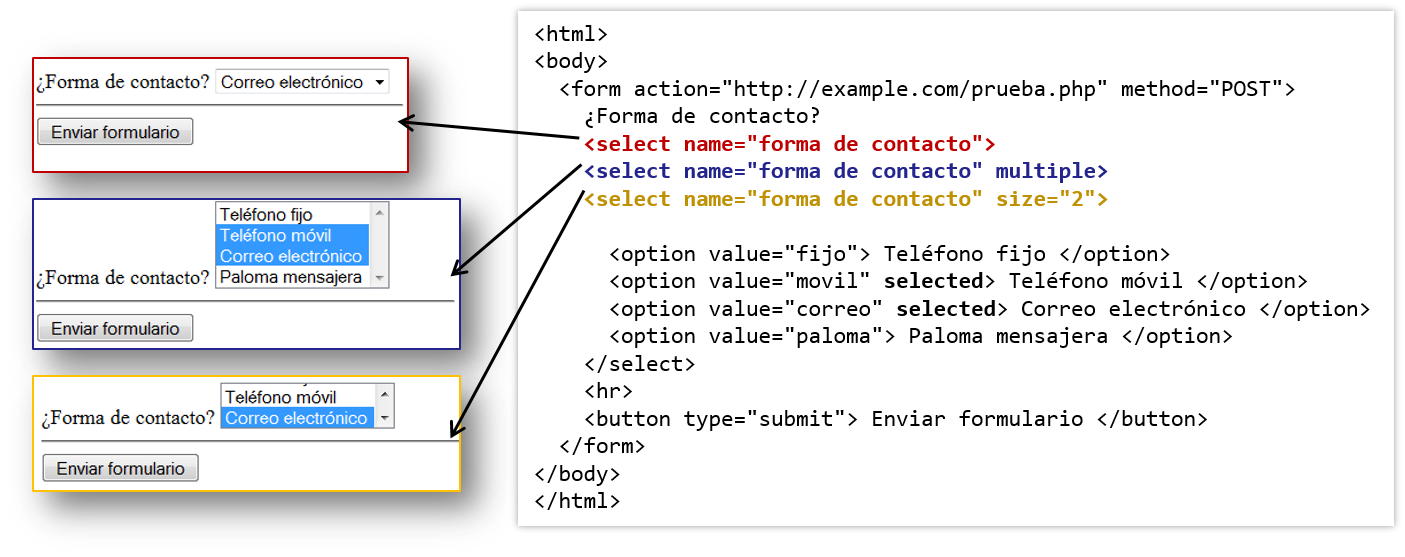 ¿Forma de contacto? Correo electrónico
Enviar formulario
Teléfono fijo
Teléfono móvil
Correo electrónico
¿Forma de contacto? Paloma mensajera
Enviar formulario
Teléfono móvil
¿Forma de contacto? Correo electrónico
Enviar formulario
<html>
<body>
<form action="http://example.com/prueba.php" method="POST">
¿Forma de contacto?
<select name="forma de contacto">
<select name="forma de contacto" multiple>
<select name="forma de contacto" size="2">
<option value="fijo"> Teléfono fijo </option>
<option value="movil" selected> Teléfono móvil </option>
<option value="correo" selected> Correo electrónico </option>
<option value="paloma"> Paloma mensajera </option>
</select>
<hr>
<button type="submit"> Enviar formulario </button>
</form>
</body>
</html>